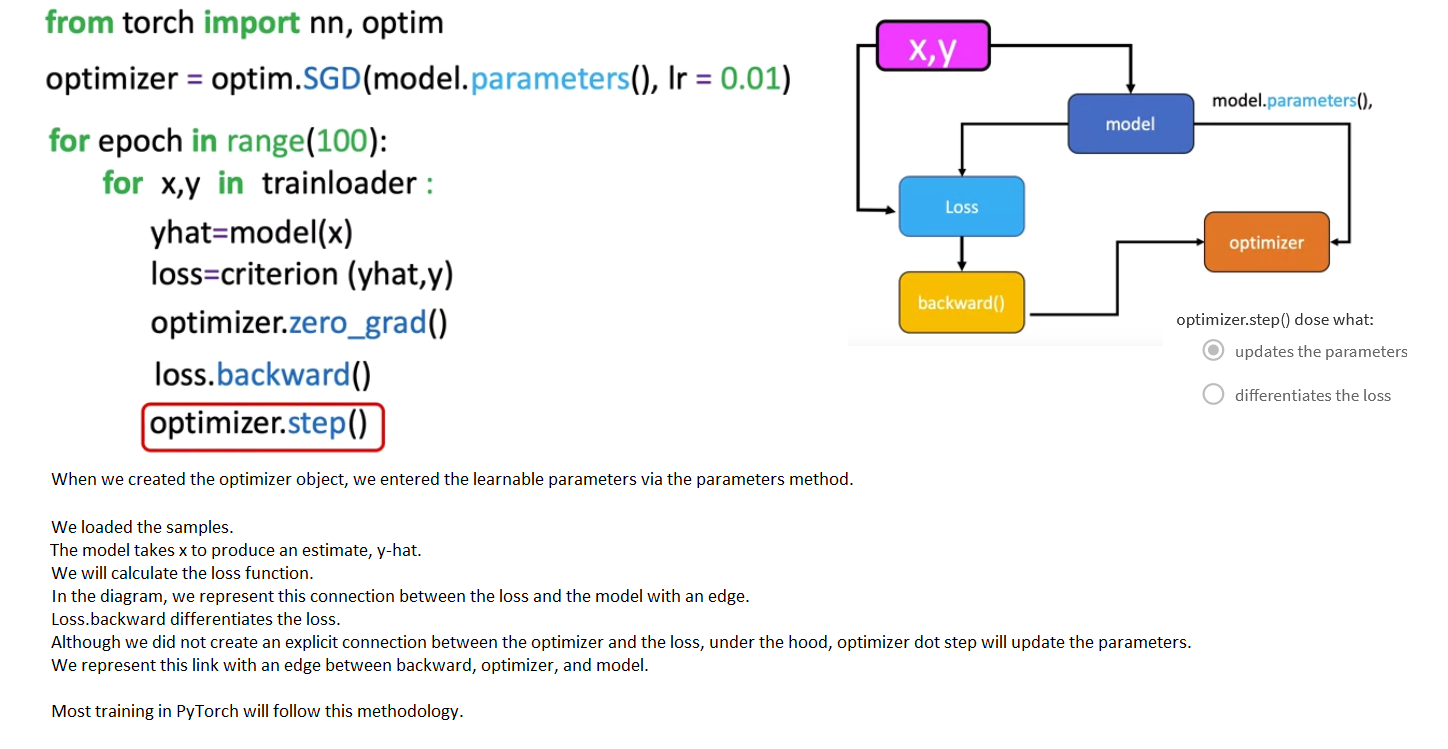 from torch import nn, optim
optimizer = optim.SGD(model.parameters(), lr = 0.01)
for epoch in range(100):
for x,y in trainloader :
yhat=model(x)
loss=criterion (yhat,y)
optimizer.zero_grad()
loss.backward()
optimizer.step()
x,y
model
model.parameters(),
Loss
optimizer
backward()
optimizer.step() dose what:
updates the parameters
differentiates the loss
When we created the optimizer object, we entered the learnable parameters via the parameters method.
We loaded the samples.
The model takes x to produce an estimate, y-hat.
We will calculate the loss function.
In the diagram, we represent this connection between the loss and the model with an edge.
Loss.backward differentiates the loss.
Although we did not create an explicit connection between the optimizer and the loss, under the hood, optimizer dot step will update the parameters.
We represent this link with an edge between backward, optimizer, and model.
Most training in PyTorch will follow this methodology.